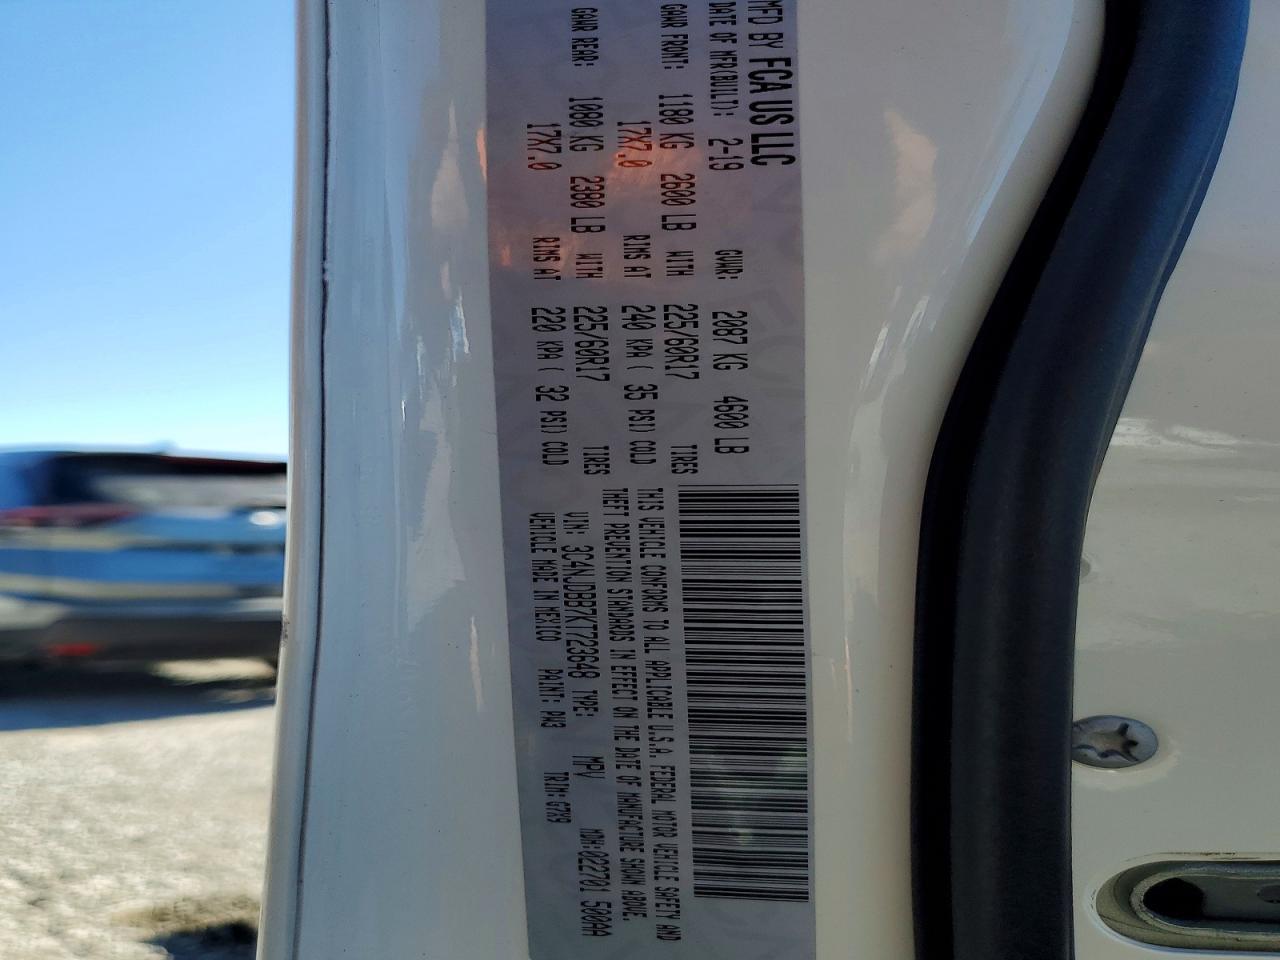 MFD BY FCA US LLC
DATE OF MFR(BUILT): 2-19 GVWR: 2087 KG 4600 LB
GAWR FRONT: 1180 KG 2600 LB WITH 225/60R17 TIRES
17X7.0 RIMS AT 240 KPA ( 35 PSI) COLD
GAWR REAR: 1080 KG 2380 LB WITH 225/60R17 TIRES
17X7.0 RIMS AT 220 KPA ( 32 PSI) COLD
THIS VEHICLE CONFORMS TO ALL APPLICABLE U.S.A. FEDERAL MOTOR VEHICLE SAFETY AND
THEFT PREVENTION STANDARDS IN EFFECT ON THE DATE OF MANUFACTURE SHOWN ABOVE.
VIN: 3C4NJDBB7KT723648 TYPE: MPV MDH:022701 500AA
VEHICLE MADE IN MEXICO PAINT: PW3 TRIM: G7X9